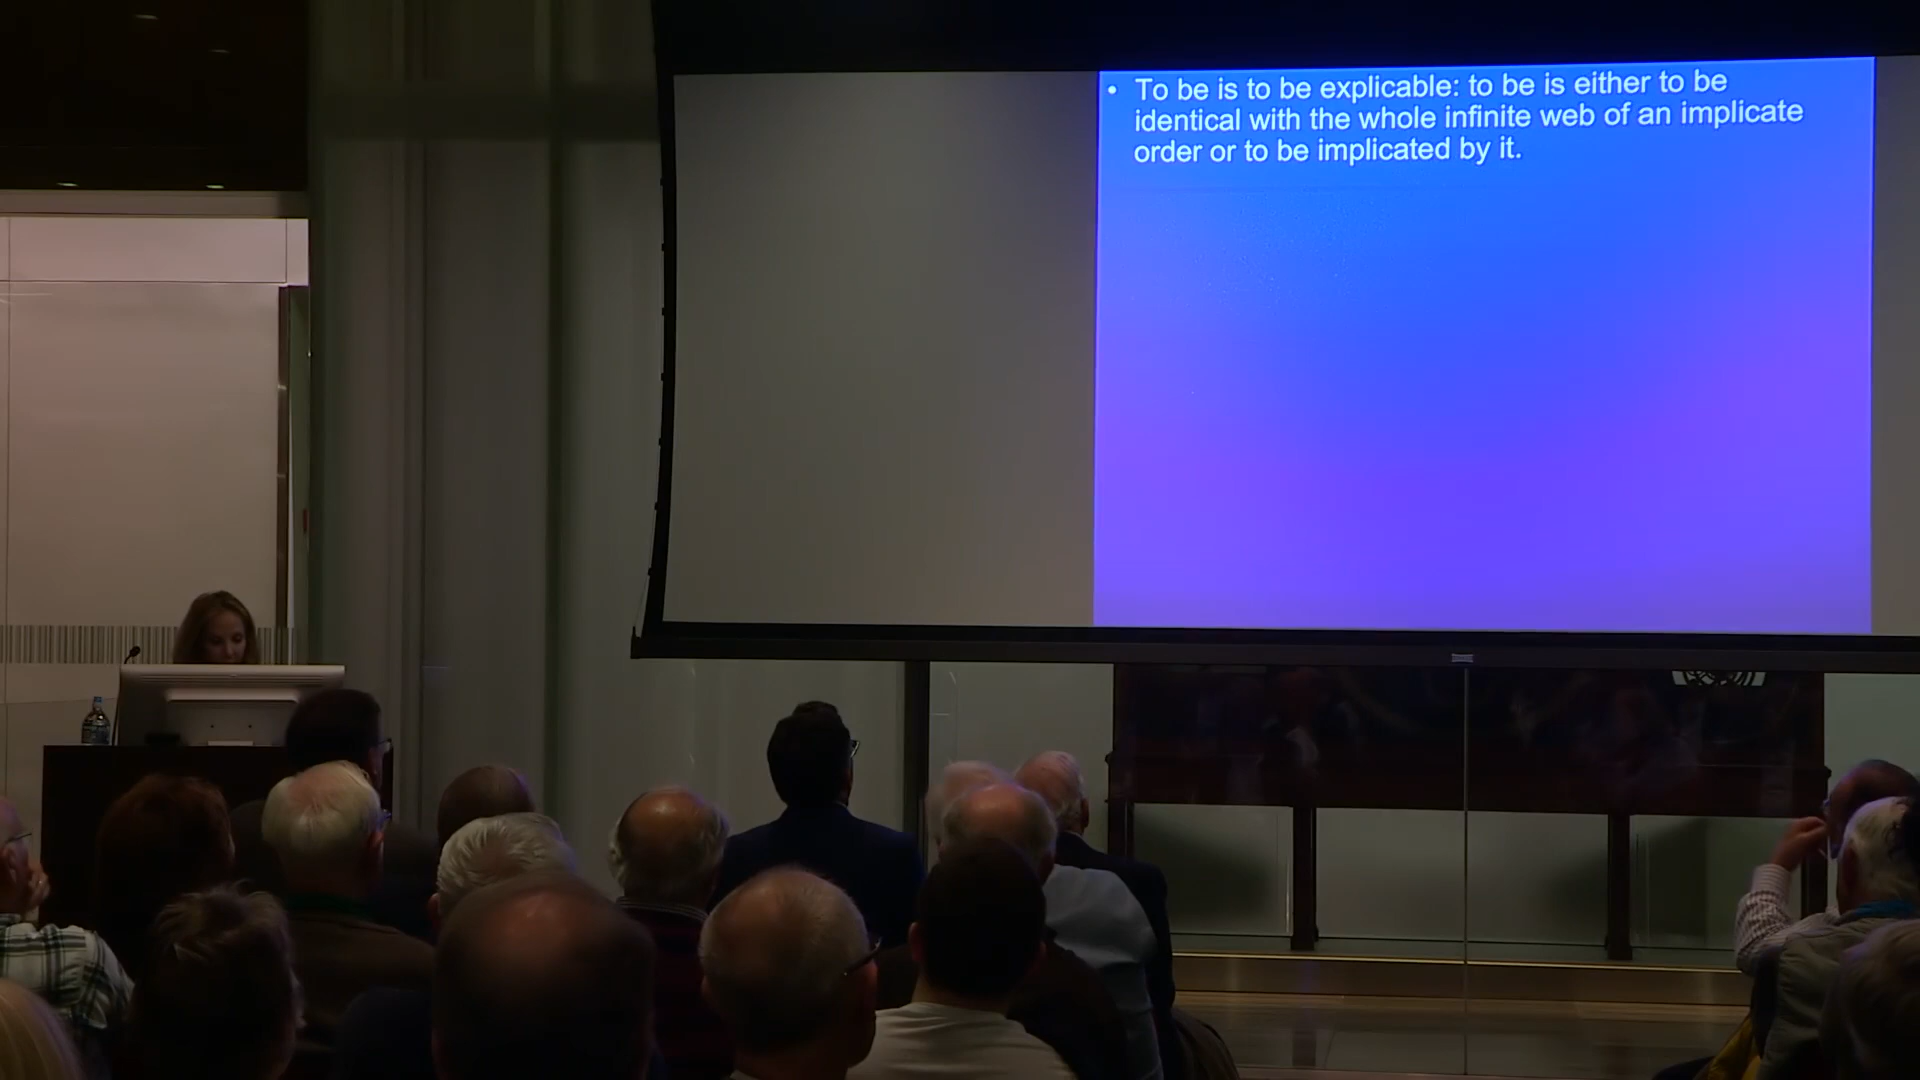 • To be is to be explicable: to be is either to be
identical with the whole infinite web of an implicate
order or to be implicated by it.